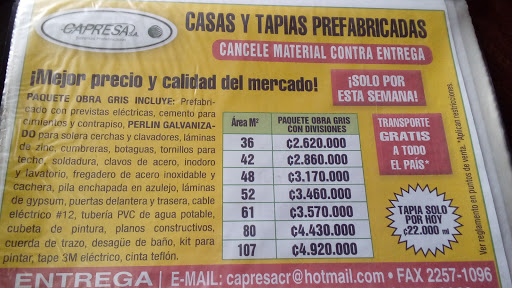 CAPRESA S.A.
CASAS Y TAPIAS PREFABRICADAS
CANCELE MATERIAL CONTRA ENTREGA
¡Mejor precio y calidad del mercado!
¡SOLO POR
ESTA SEMANA!
PAQUETE OBRA GRIS INCLUYE: Prefabri-
cado con previstas eléctricas, cemento para
cimientos y contrapiso, PERLIN GALVANIZA-
DO para solera cerchas y clavadores, láminas
de zinc, cumbreras, botaguas, tornillos para
techo, soldadura, clavos de acero, inodoro
y lavatorio, fregadero de acero inoxidable y
cachera, pila enchapada en azulejo, láminas
de gypsum, puertas delantera y trasera, cable
eléctrico #12, tubería PVC de agua potable,
cubeta de pintura, planos constructivos,
cuerda de trazo, desagüe de baño, kit para
pintar, tape 3M eléctrico, cinta teflón.
Área M² PAQUETE OBRA GRIS
CON DIVISIONES
36 ¢2.620.000
42 ¢2.860.000
48 ¢3.170.000
52 ¢3.460.000
61 ¢3.570.000
80 ¢4.430.000
107 ¢4.920.000
TRANSPORTE
GRATIS
A TODO
EL PAÍS*
TAPIA SOLO
POR HOY
¢22.000 ml
Ver reglamento en puntos de venta. *Aplican restricciones.
ENTREGA | E-MAIL: capresacr@hotmail.com • FAX 2257-1096